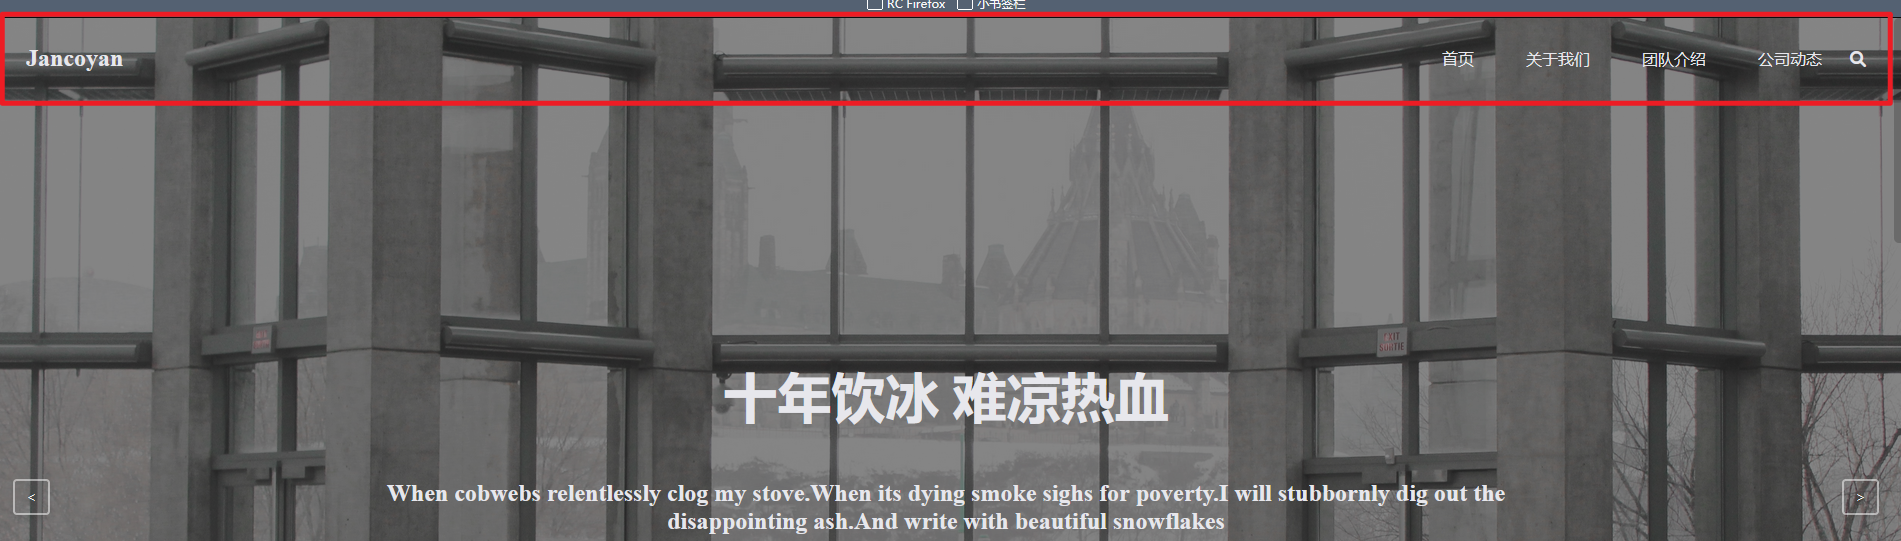 RC Firefox 小书签栏
Jancoyan 首页 关于我们 团队介绍 公司动态
EXIT
SORTIE
十年饮冰 难凉热血
< >
When cobwebs relentlessly clog my stove.When its dying smoke sighs for poverty.I will stubbornly dig out the
disappointing ash.And write with beautiful snowflakes